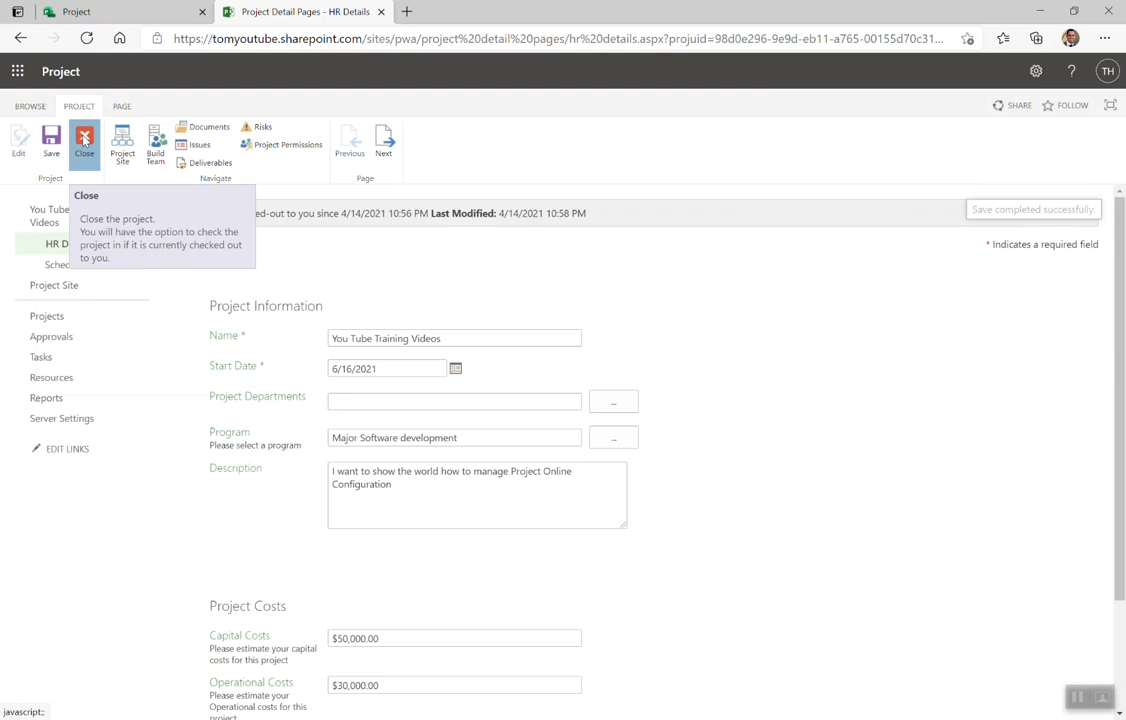 Project
Project Detail Pages - HR Details
https://tomyoutube.sharepoint.com/sites/pwa/project%20detail%20pages/hr%20details.aspx?projuid=98d0e296-9e9d-eb11-a765-00155d70c31...
Project
?
TH
BROWSE
PROJECT
PAGE
SHARE
FOLLOW
Edit
Save
Close
Project
Site
Build
Team
Documents
Issues
Deliverables
Risks
Project Permissions
Previous
Next
Project
Navigate
Page
Close
Close the project.
You will have the option to check the
project in if it is currently checked out
to you.
You Tube
Videos
HR D
Sched
Project Site
Projects
Approvals
Tasks
Resources
Reports
Server Settings
EDIT LINKS
ed-out to you since 4/14/2021 10:56 PM Last Modified: 4/14/2021 10:58 PM
Save completed successfully.
* Indicates a required field
Project Information
Name *
You Tube Training Videos
Start Date *
6/16/2021
Project Departments
...
Program
Please select a program
Major Software development
...
Description
I want to show the world how to manage Project Online
Configuration
Project Costs
Capital Costs
Please estimate your capital
costs for this project
$50,000.00
Operational Costs
Please estimate your
Operational costs for this
project
$30,000.00
javascript:;